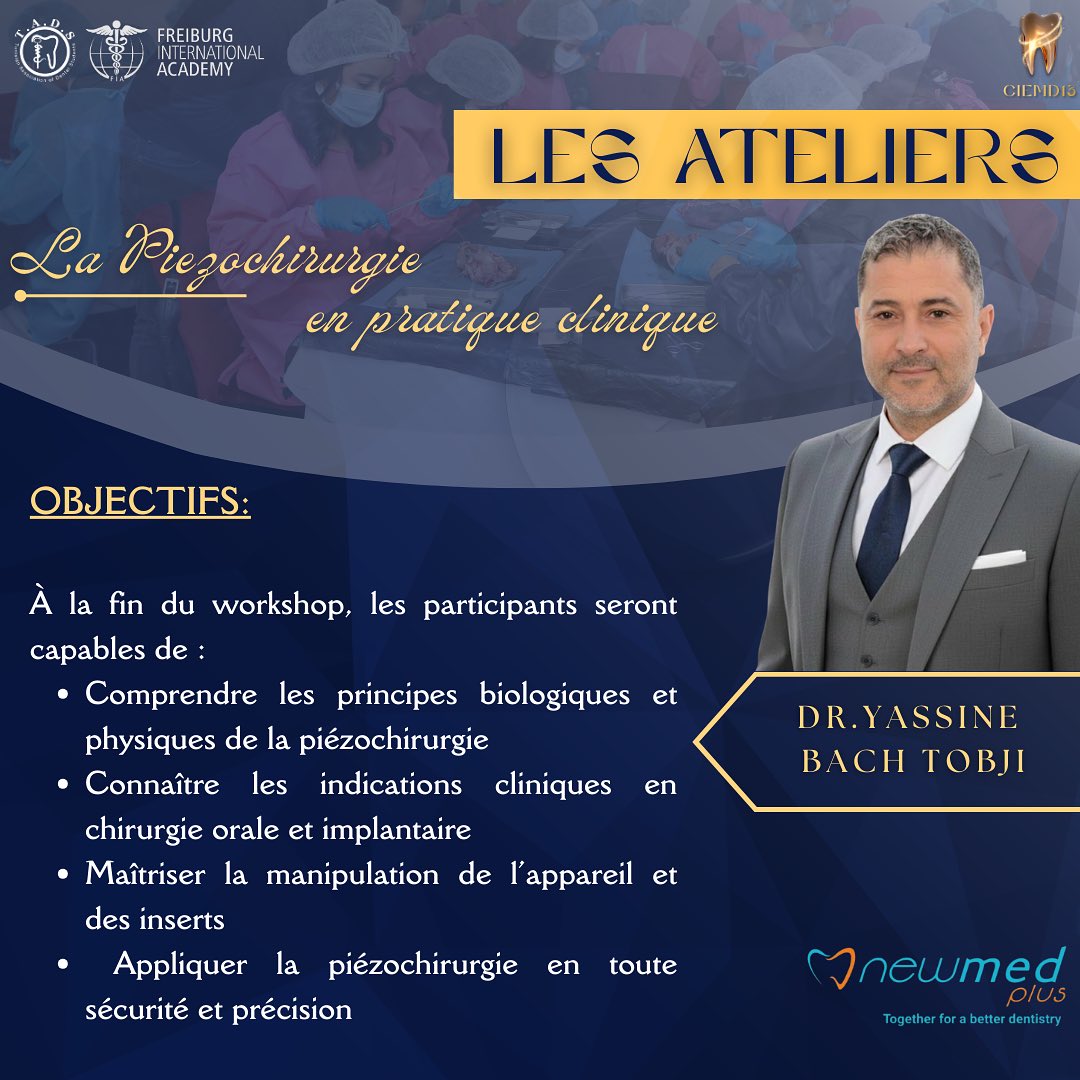 T.A.D.S
FREIBURG
INTERNATIONAL
ACADEMY
FIA
CIEMD15
LES ATELIERS
La Piezochirurgie
en pratique clinique
OBJECTIFS:
À la fin du workshop, les participants seront
capables de :
• Comprendre les principes biologiques et
physiques de la piézochirurgie
• Connaître les indications cliniques en
chirurgie orale et implantaire
• Maîtriser la manipulation de l'appareil et
des inserts
• Appliquer la piézochirurgie en toute
sécurité et précision
DR.YASSINE
BACH TOBJI
newmed
plus
Together for a better dentistry